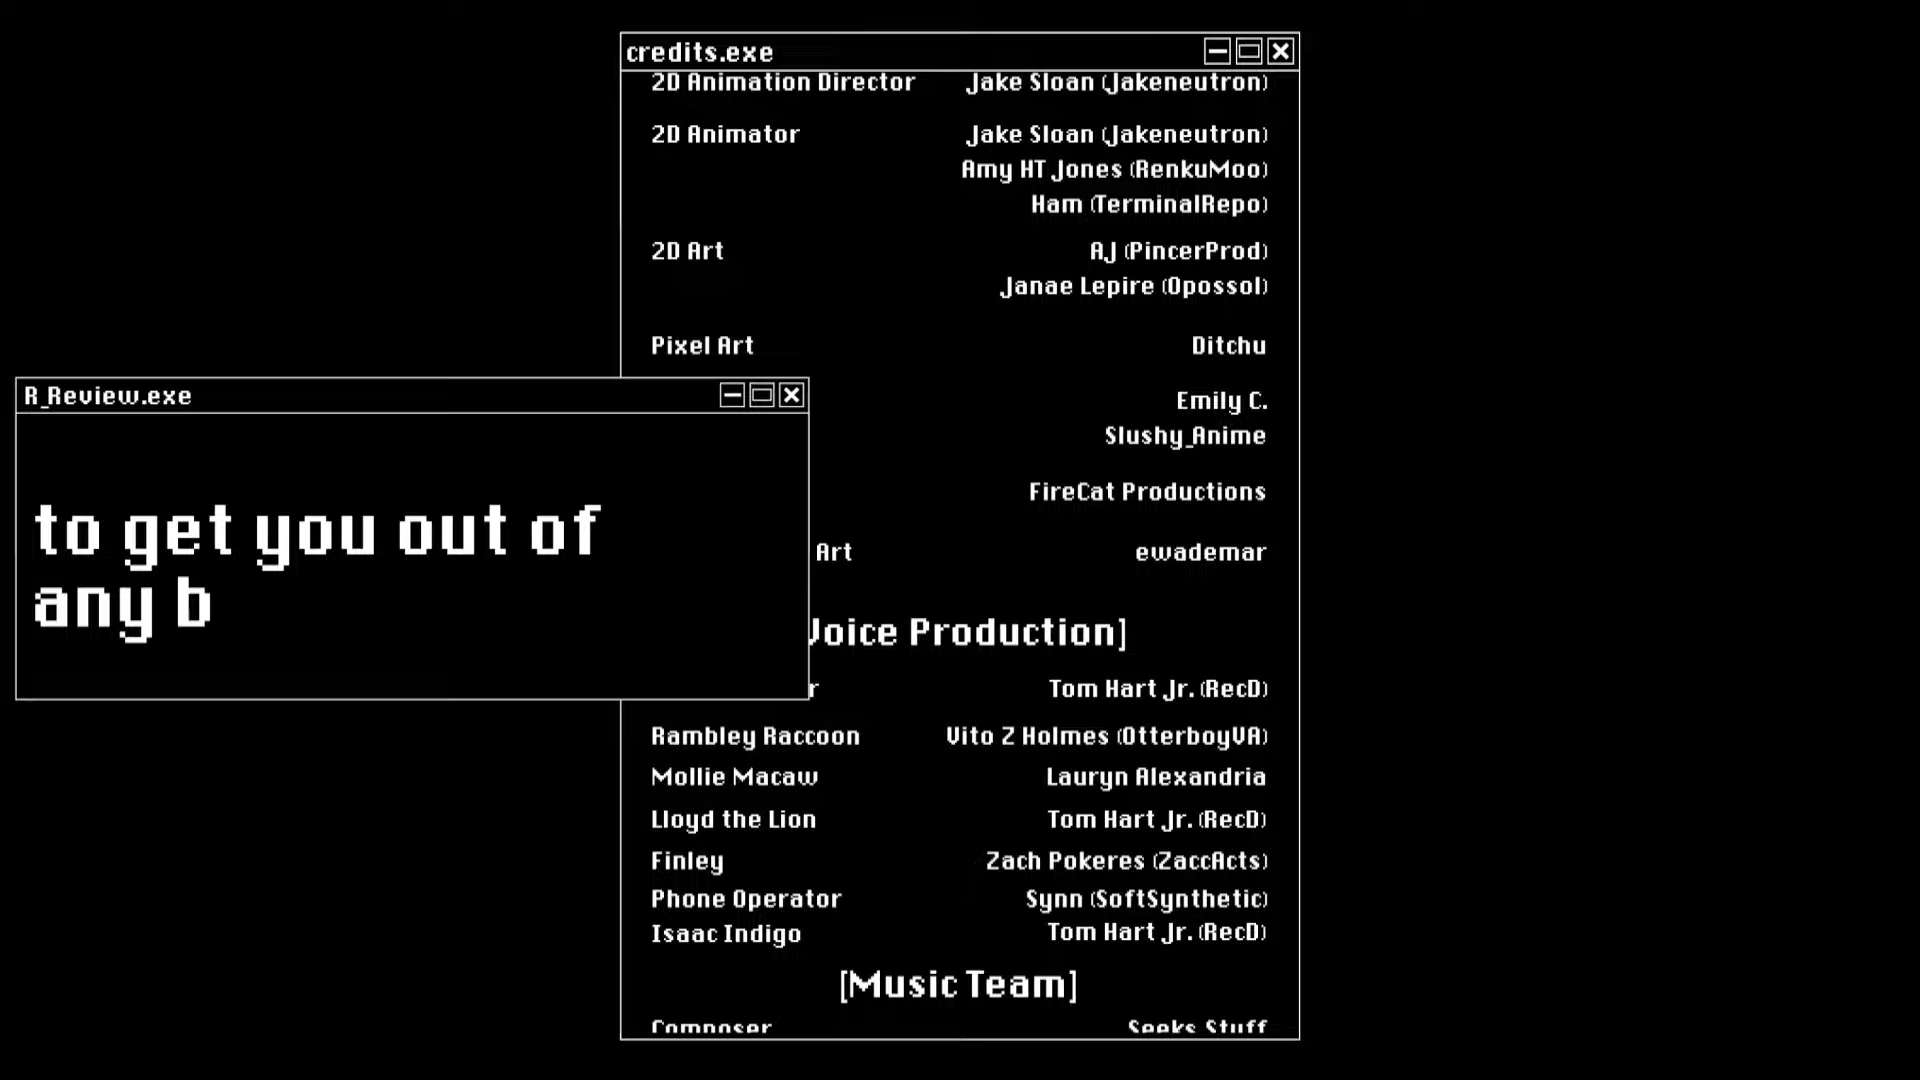 credits.exe
2D Animation Director Jake Sloan (Jakeneutron)
2D Animator Jake Sloan (Jakeneutron)
Amy HT Jones (RenkuMoo)
Ham (TerminalRepo)
2D Art AJ (PincerProd)
Janae Lepire (Opossol)
Pixel Art Ditchu
Emily C.
Slushy_Anime
FireCat Productions
Art ewademar
R_Review.exe
to get you out of
any b
Voice Production]
r Tom Hart Jr. (RecD)
Rambley Raccoon Vito Z Holmes (OtterboyVA)
Mollie Macaw Lauryn Alexandria
Lloyd the Lion Tom Hart Jr. (RecD)
Finley Zach Pokeres (ZaccActs)
Phone Operator Synn (SoftSynthetic)
Isaac Indigo Tom Hart Jr. (RecD)
[Music Team]
Composer Seeks Stuff